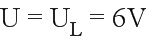 U = U_L = 6V